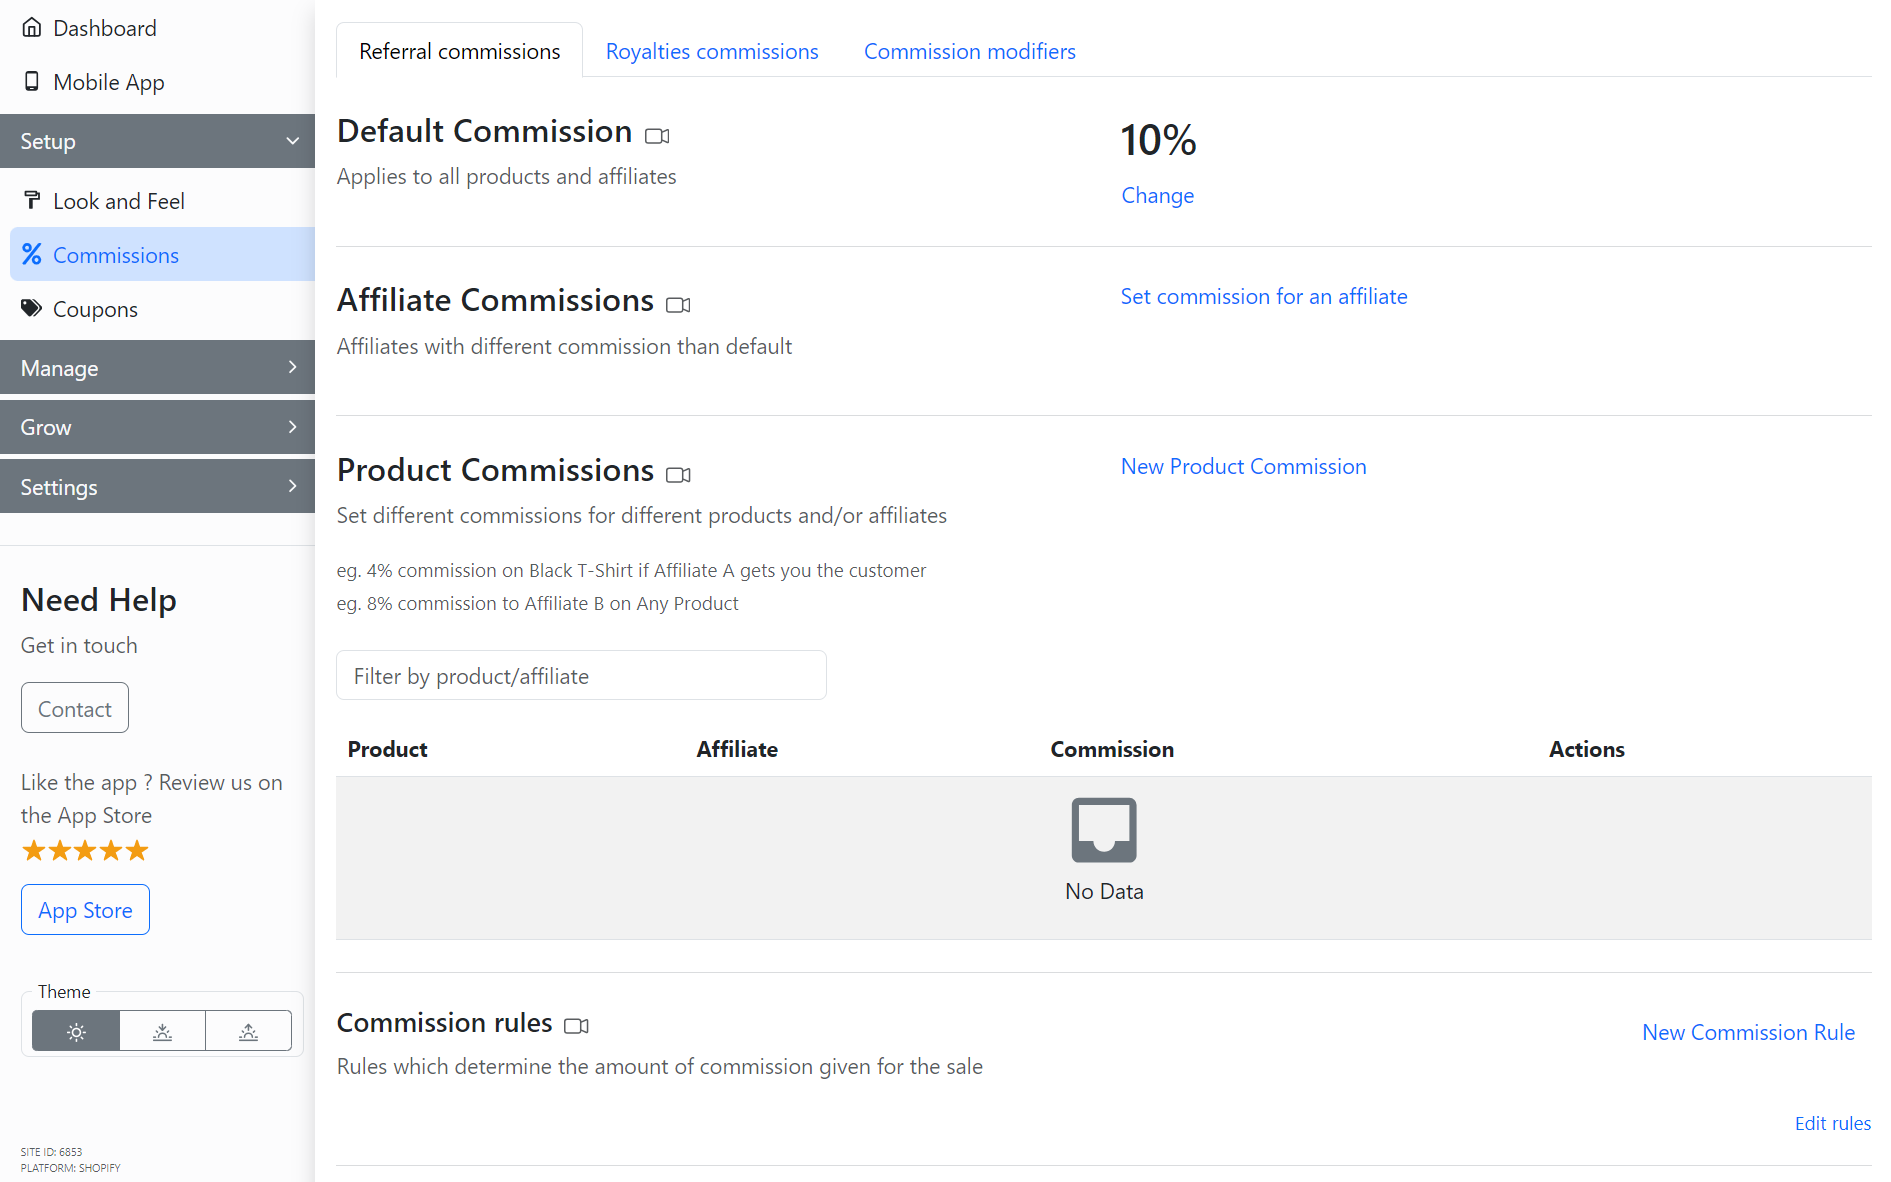 Dashboard
Mobile App
Setup
Look and Feel
Commissions
Coupons
Manage
Grow
Settings
Need Help
Get in touch
Contact
Like the app ? Review us on
the App Store
App Store
Theme
SITE ID: 6853
PLATFORM: SHOPIFY
Referral commissions
Royalties commissions
Commission modifiers
Default Commission
Applies to all products and affiliates
10%
Change
Affiliate Commissions
Affiliates with different commission than default
Set commission for an affiliate
Product Commissions
Set different commissions for different products and/or affiliates
New Product Commission
eg. 4% commission on Black T-Shirt if Affiliate A gets you the customer
eg. 8% commission to Affiliate B on Any Product
Filter by product/affiliate
Product Affiliate Commission Actions
No Data
Commission rules
Rules which determine the amount of commission given for the sale
New Commission Rule
Edit rules